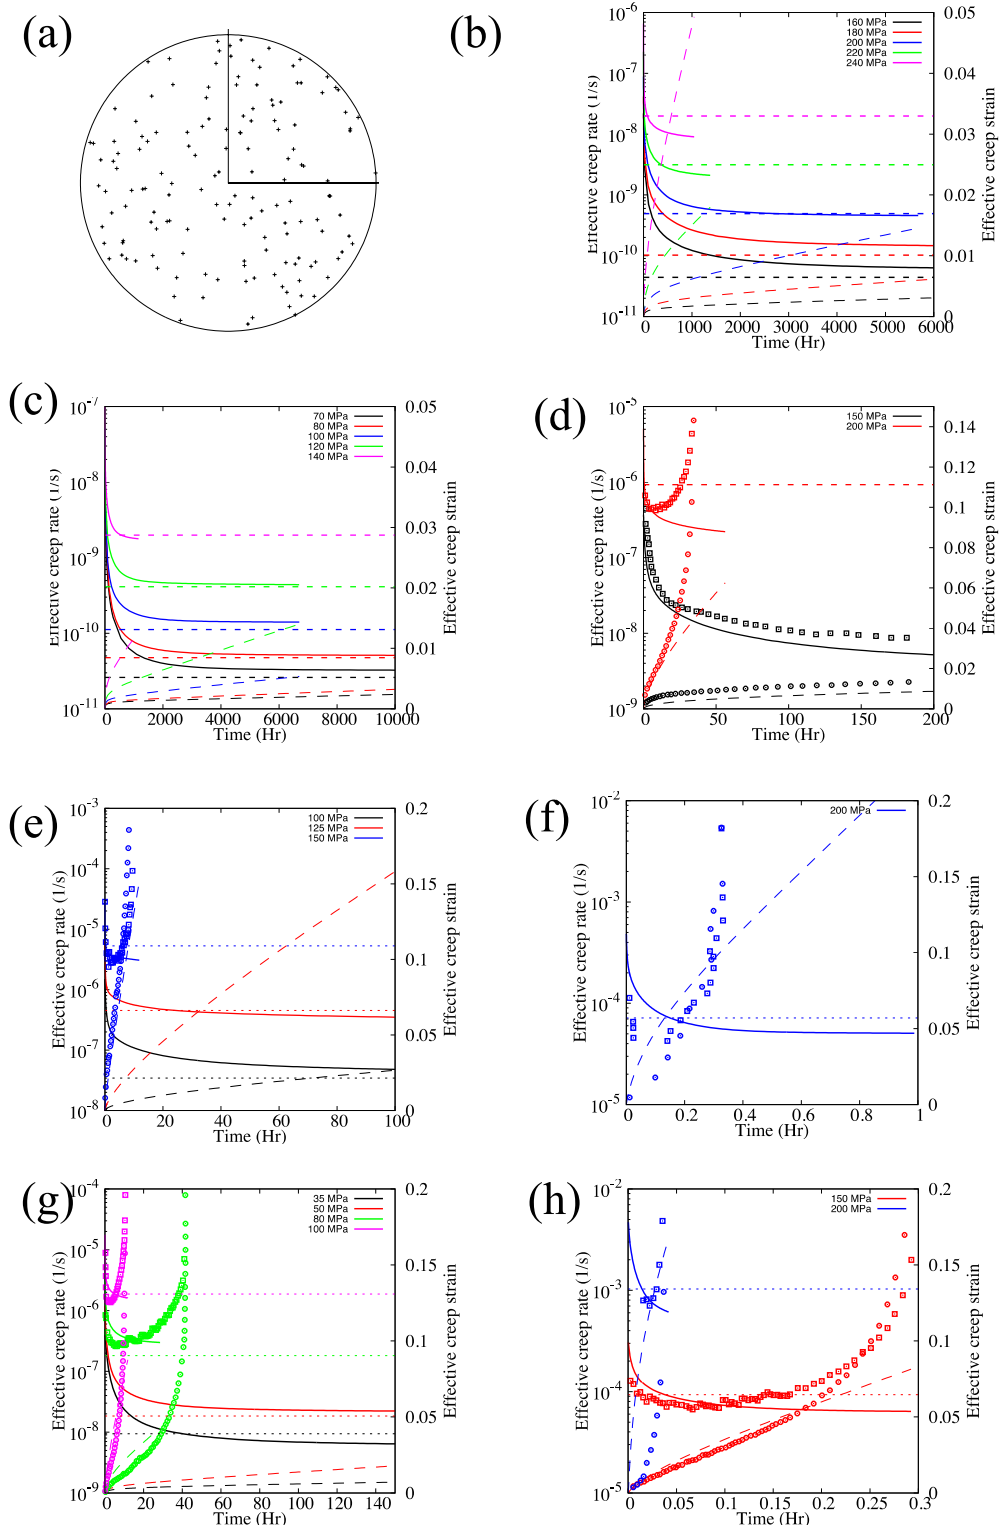 (a)
(b)
160 MPa
180 MPa
200 MPa
220 MPa
240 MPa
10-6
10-7
10-8
10-9
10-10
10-11
Effective creep rate (1/s)
0.05
0.04
0.03
0.02
0.01
0
Effective creep strain
0 1000 2000 3000 4000 5000 6000
Time (Hr)
(c)
70 MPa
80 MPa
100 MPa
120 MPa
140 MPa
10-7
10-8
10-9
10-10
10-11
Effective creep rate (1/s)
0.05
0.04
0.03
0.02
0.01
0
Effective creep strain
0 2000 4000 6000 8000 10000
Time (Hr)
(d)
150 MPa
200 MPa
10-5
10-6
10-7
10-8
10-9
Effective creep rate (1/s)
0.14
0.12
0.1
0.08
0.06
0.04
0.02
0
Effective creep strain
0 50 100 150 200
Time (Hr)
(e)
100 MPa
125 MPa
150 MPa
10-3
10-4
10-5
10-6
10-7
10-8
Effective creep rate (1/s)
0.2
0.15
0.1
0.05
0
Effective creep strain
0 20 40 60 80 100
Time (Hr)
(f)
200 MPa
10-2
10-3
10-4
10-5
Effective creep rate (1/s)
0.2
0.15
0.1
0.05
0
Effective creep strain
0 0.2 0.4 0.6 0.8 1
Time (Hr)
(g)
35 MPa
50 MPa
80 MPa
100 MPa
10-4
10-5
10-6
10-7
10-8
10-9
Effective creep rate (1/s)
0.2
0.15
0.1
0.05
0
Effective creep strain
0 20 40 60 80 100 120 140
Time (Hr)
(h)
150 MPa
200 MPa
10-2
10-3
10-4
10-5
Effective creep rate (1/s)
0.2
0.15
0.1
0.05
0
Effective creep strain
0 0.05 0.1 0.15 0.2 0.25 0.3
Time (Hr)